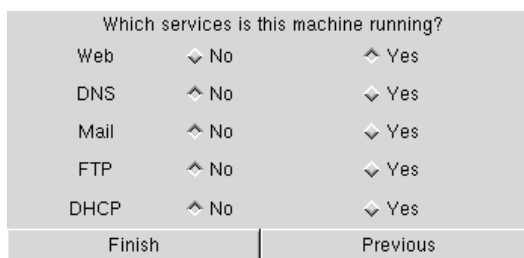 Which services is this machine running?
Web No Yes
DNS No Yes
Mail No Yes
FTP No Yes
DHCP No Yes
Finish Previous